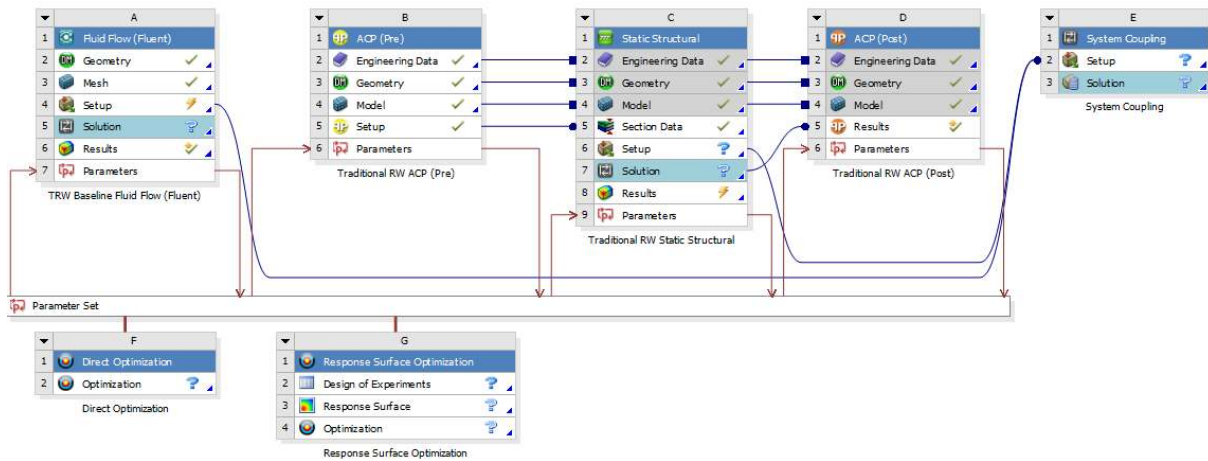 A
1 Fluid Flow (Fluent)
2 Geometry
3 Mesh
4 Setup
5 Solution
6 Results
7 Parameters
TRW Baseline Fluid Flow (Fluent)
B
1 ACP (Pre)
2 Engineering Data
3 Geometry
4 Model
5 Setup
6 Parameters
Traditional RW ACP (Pre)
C
1 Static Structural
2 Engineering Data
3 Geometry
4 Model
5 Section Data
6 Setup
7 Solution
8 Results
9 Parameters
Traditional RW Static Structural
D
1 ACP (Post)
2 Engineering Data
3 Geometry
4 Model
5 Results
6 Parameters
Traditional RW ACP (Post)
E
1 System Coupling
2 Setup
3 Solution
System Coupling
Parameter Set
F
1 Direct Optimization
2 Optimization
Direct Optimization
G
1 Response Surface Optimization
2 Design of Experiments
3 Response Surface
4 Optimization
Response Surface Optimization